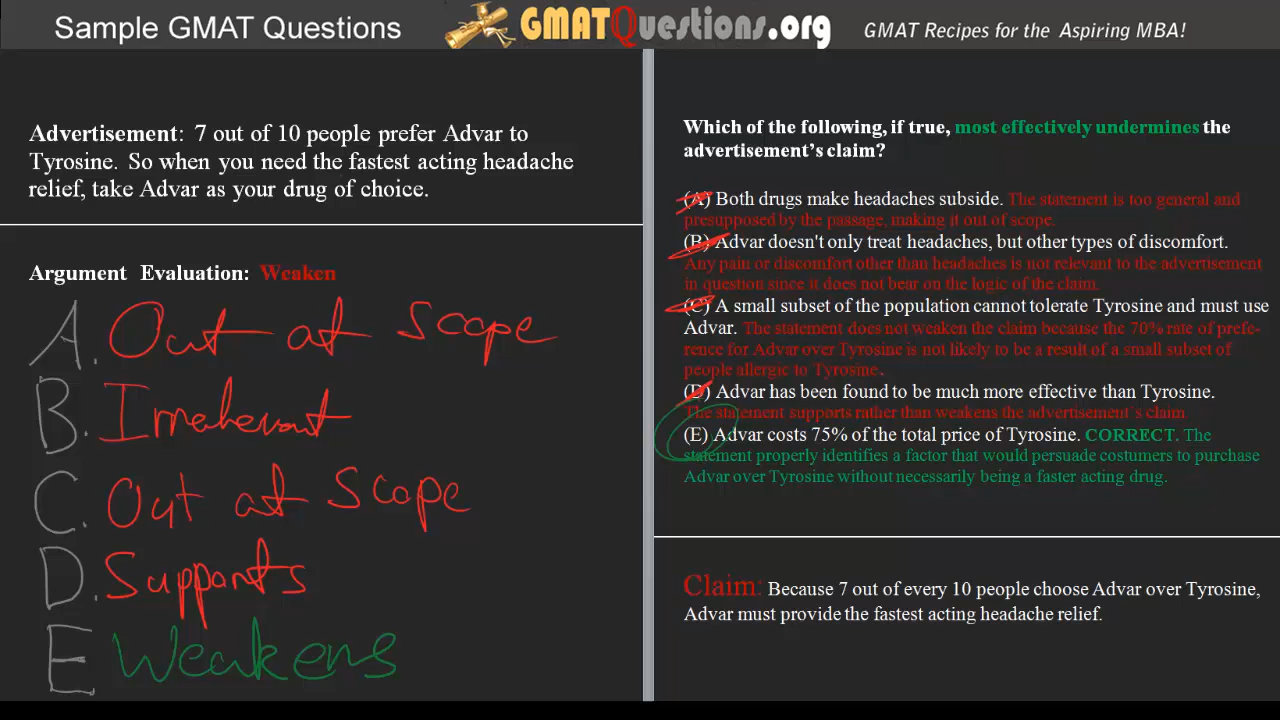 Sample GMAT Questions
GMATQuestions.org
GMAT Recipes for the Aspiring MBA!
Advertisement: 7 out of 10 people prefer Advar to
Tyrosine. So when you need the fastest acting headache
relief, take Advar as your drug of choice.
Argument Evaluation: Weaken
A. Out of scope
B. Irrelevant
C. Out of scope
D. Supports
E Weakens
Which of the following, if true, most effectively undermines the
advertisement's claim?
(A) Both drugs make headaches subside. The statement is too general and
presupposed by the passage, making it out of scope.
(B) Advar doesn't only treat headaches, but other types of discomfort.
Any pain or discomfort other than headaches is not relevant to the advertisement
in question since it does not bear on the logic of the claim.
(C) A small subset of the population cannot tolerate Tyrosine and must use
Advar. The statement does not weaken the claim because the 70% rate of prefe-
rence for Advar over Tyrosine is not likely to be a result of a small subset of
people allergic to Tyrosine.
(D) Advar has been found to be much more effective than Tyrosine.
The statement supports rather than weakens the advertisement's claim
(E) Advar costs 75% of the total price of Tyrosine. CORRECT. The
statement properly identifies a factor that would persuade costumers to purchase
Advar over Tyrosine without necessarily being a faster acting drug.
Claim: Because 7 out of every 10 people choose Advar over Tyrosine,
Advar must provide the fastest acting headache relief.